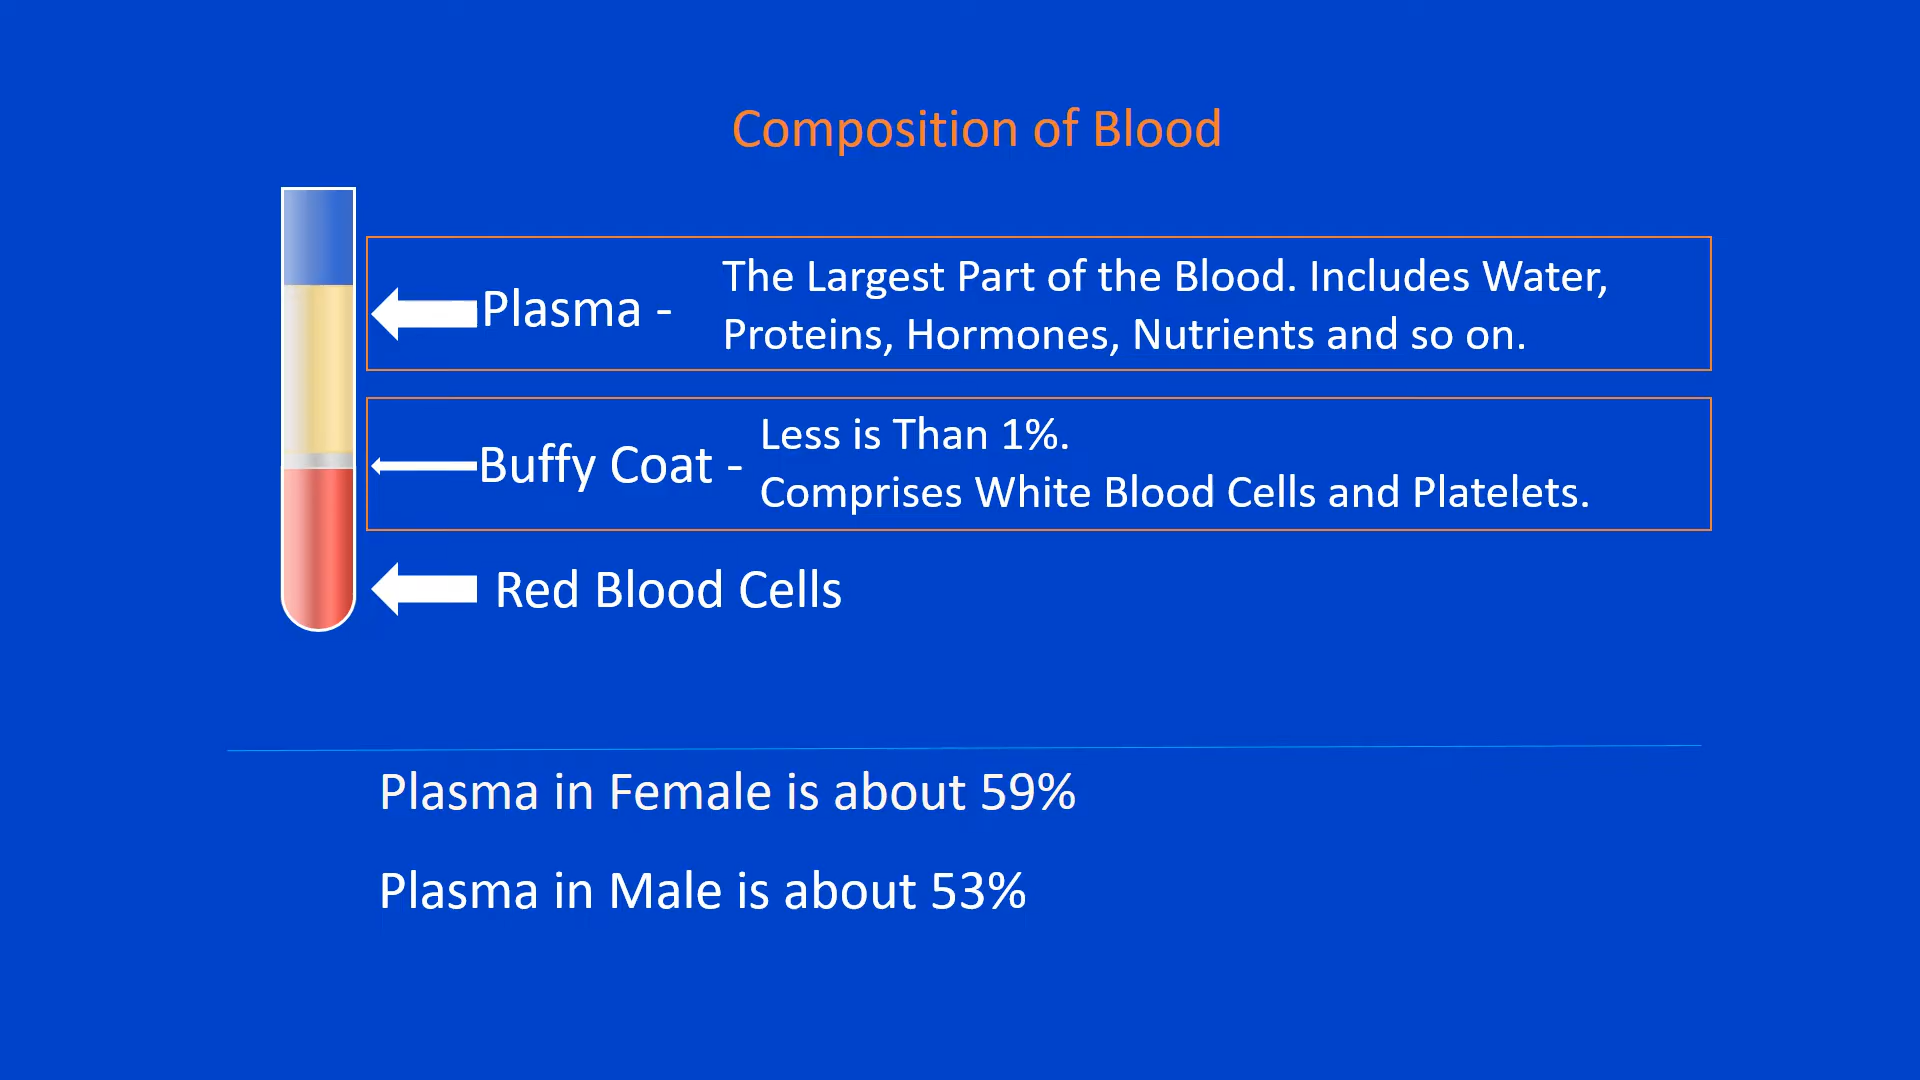 Composition of Blood
Plasma -
The Largest Part of the Blood. Includes Water,
Proteins, Hormones, Nutrients and so on.
Buffy Coat -
Less is Than 1%.
Comprises White Blood Cells and Platelets.
Red Blood Cells
Plasma in Female is about 59%
Plasma in Male is about 53%